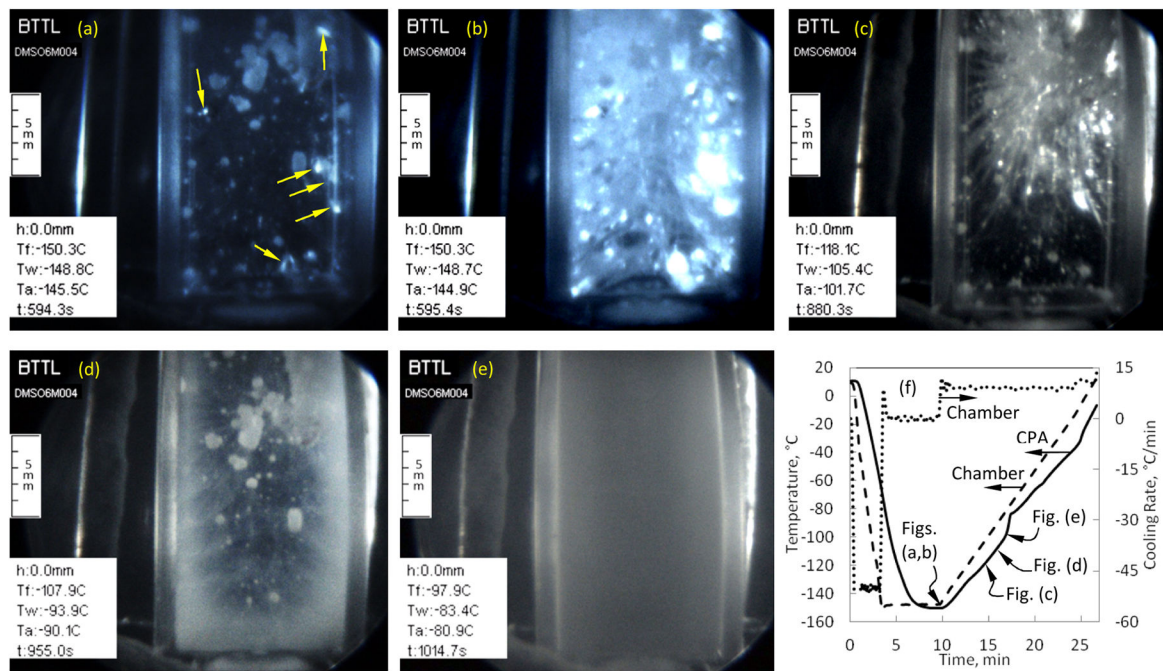 BTTL (a)
DMSO6M004
5
m
m
h:0.0mm
Tf:-150.3C
Tw:-148.8C
Ta:-145.5C
t:594.3s
BTTL (b)
DMSO6M004
5
m
m
h:0.0mm
Tf:-150.3C
Tw:-148.7C
Ta:-144.9C
t:595.4s
BTTL (c)
DMSO6M004
5
m
m
h:0.0mm
Tf:-118.1C
Tw:-105.4C
Ta:-101.7C
t:880.3s
BTTL (d)
DMSO6M004
5
m
m
h:0.0mm
Tf:-107.9C
Tw:-93.9C
Ta:-90.1C
t:955.0s
BTTL (e)
DMSO6M004
5
m
m
h:0.0mm
Tf:-97.9C
Tw:-83.4C
Ta:-80.9C
t:1014.7s
(f)
Temperature, °C
20
0
-20
-40
-60
-80
-100
-120
-140
-160
Chamber
CPA
Chamber
Figs.
(a,b)
Fig. (e)
Fig. (d)
Fig. (c)
15
0
-15
-30
-45
-60
Cooling Rate, °C/min
0 5 10 15 20 25
Time, min